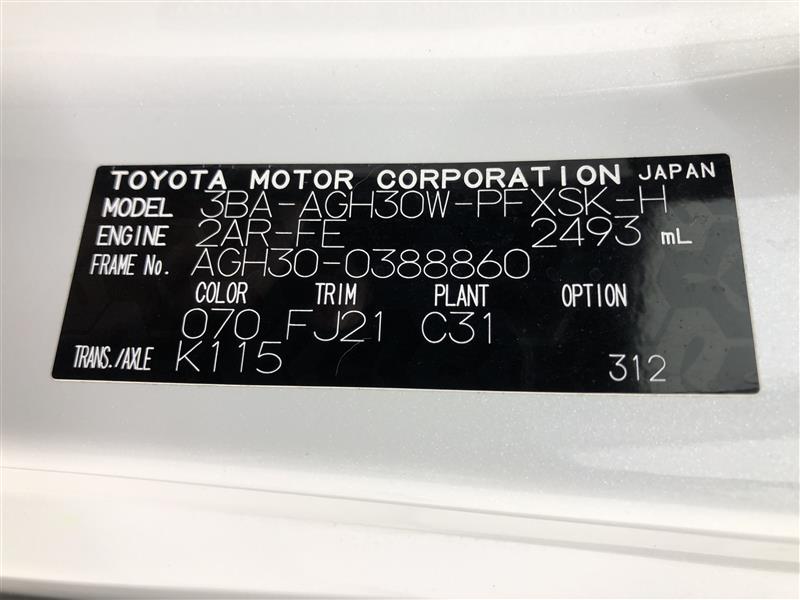 TOYOTA MOTOR CORPORATION JAPAN
MODEL 3BA-AGH30W-PFXSK-H
ENGINE 2AR-FE 2493 mL
FRAME No. AGH30-0388860
COLOR TRIM PLANT OPTION
070 FJ21 C31
TRANS./AXLE K115 312